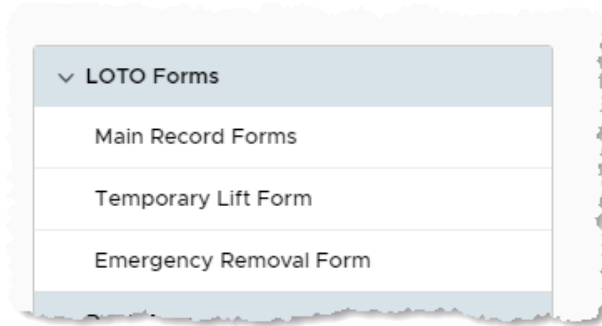 LOTO Forms
Main Record Forms
Temporary Lift Form
Emergency Removal Form